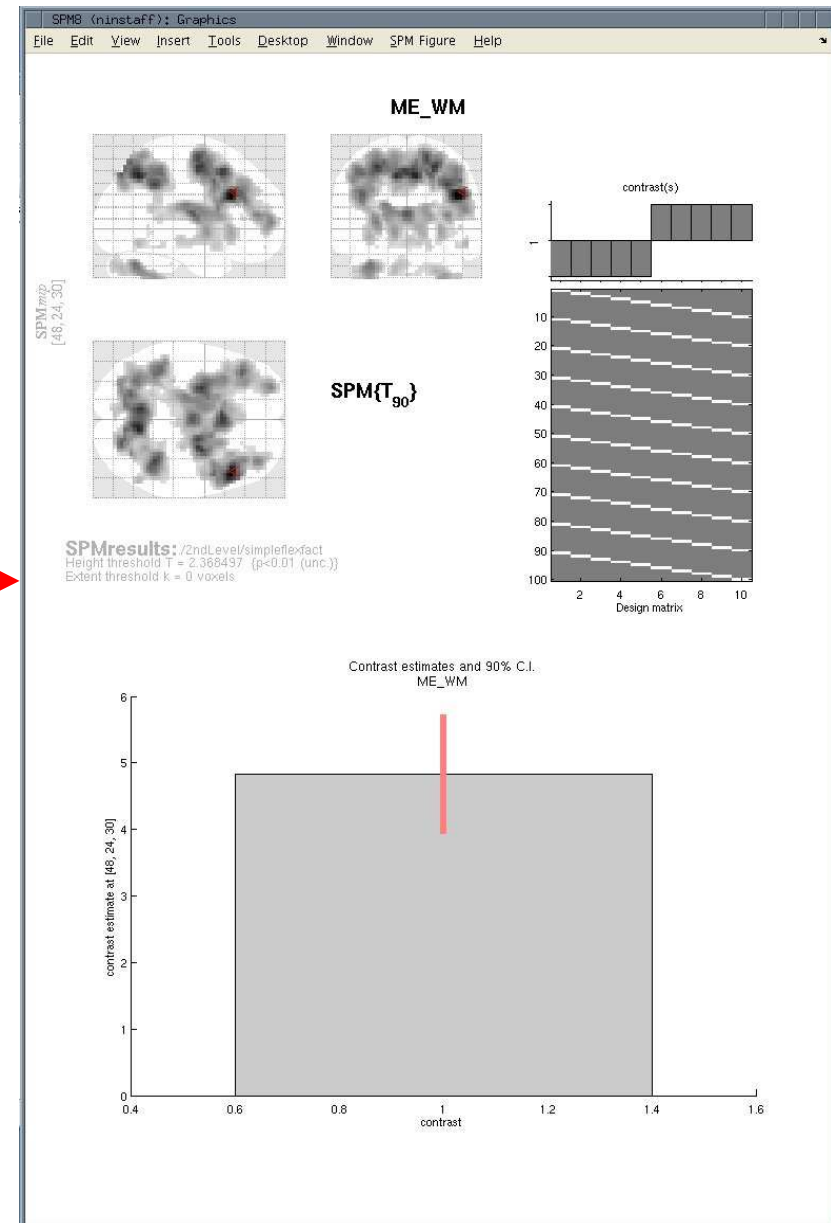 SPM8 (ninstaff): Graphics
File Edit View Insert Tools Desktop Window SPM Figure Help
ME_WM
SPMmip
[48, 24, 30]
SPM{T90}
contrast(s)
1
10
20
30
40
50
60
70
80
90
100
2 4 6 8 10
Design matrix
SPMresults: ./2ndLevel/simpleflexfact
Height threshold T = 2.368497 {p<0.01 (unc.)}
Extent threshold k = 0 voxels
Contrast estimates and 90% C.I.
ME_WM
contrast estimate at [48, 24, 30]
6
5
4
3
2
1
0
0.4 0.6 0.8 1 1.2 1.4 1.6
contrast